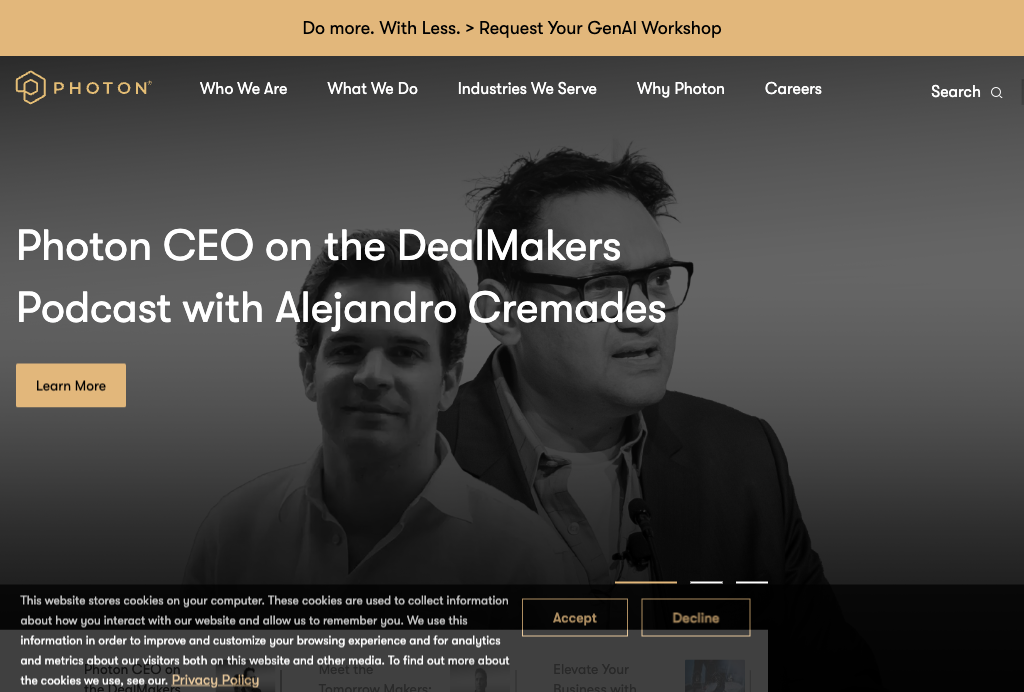 Do more. With Less. > Request Your GenAI Workshop
PHOTON®
Who We Are
What We Do
Industries We Serve
Why Photon
Careers
Search
Photon CEO on the DealMakers
Podcast with Alejandro Cremades
Learn More
This website stores cookies on your computer. These cookies are used to collect information
about how you interact with our website and allow us to remember you. We use this
information in order to improve and customize your browsing experience and for analytics
and metrics about our visitors both on this website and other media. To find out more about
the cookies we use, see our. Privacy Policy
Accept
Decline
Photon CEO on
the DealMakers
Meet the
Tomorrow Makers:
Elevate Your
Business with